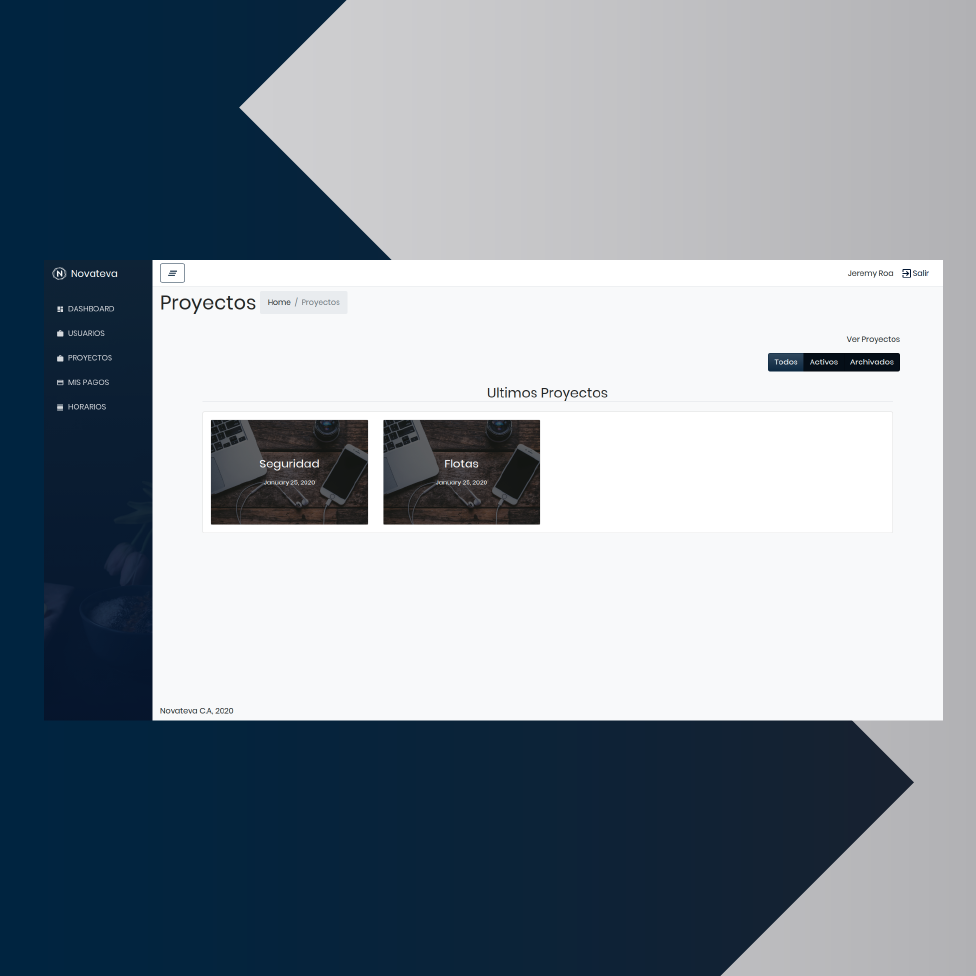 Novateva
DASHBOARD
USUARIOS
PROYECTOS
MIS PAGOS
HORARIOS
Jeremy Roa Salir
Proyectos Home / Proyectos
Ver Proyectos
Todos Activos Archivados
Ultimos Proyectos
Seguridad
January 25, 2020
Flotas
January 25, 2020
Novateva C.A, 2020